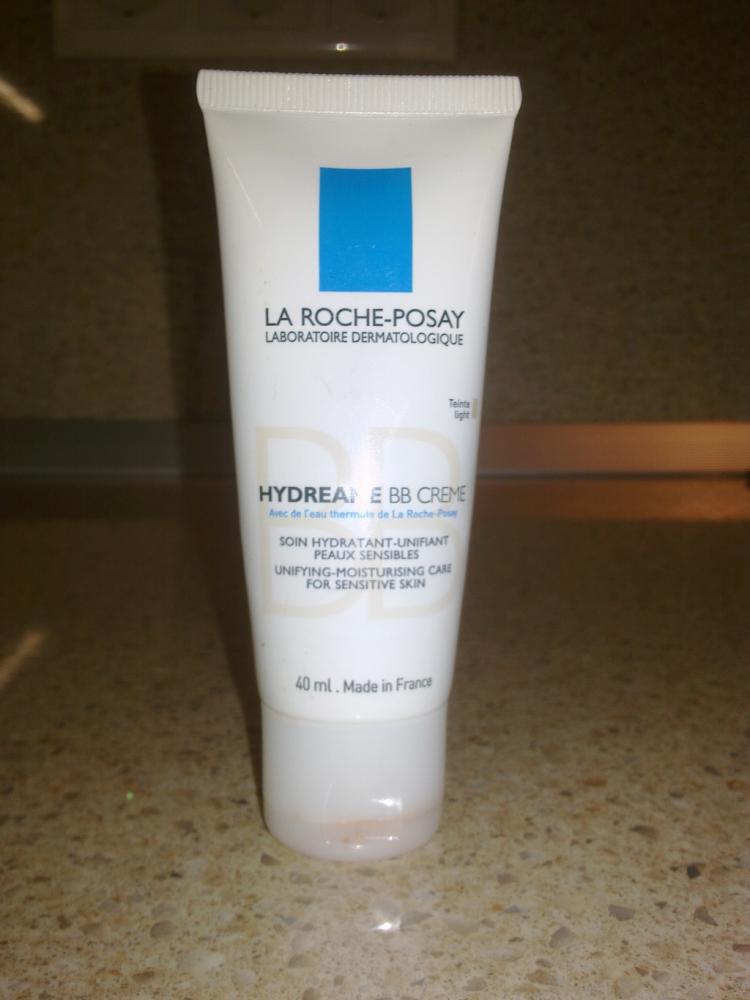 LA ROCHE-POSAY
LABORATOIRE DERMATOLOGIQUE
Teinte
light
BB
HYDREANE BB CREME
Avec de l'eau thermale de La Roche-Posay
SOIN HYDRATANT-UNIFIANT
PEAUX SENSIBLES
UNIFYING-MOISTURISING CARE
FOR SENSITIVE SKIN
40 ml . Made in France